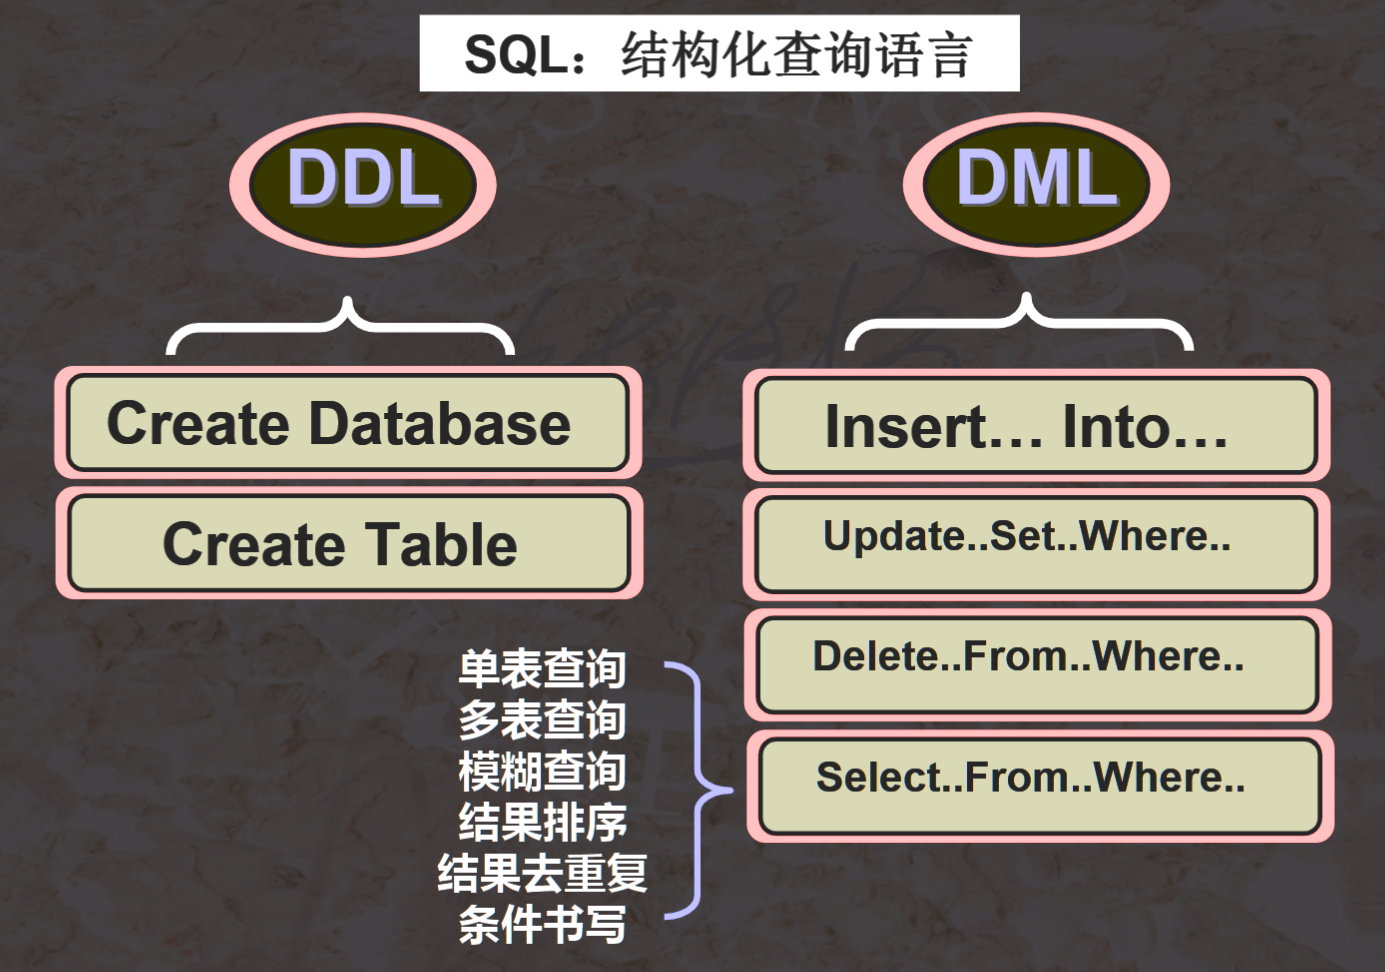 SQL：结构化查询语言
DDL
DML
Create Database
Create Table
Insert… Into…
Update..Set..Where..
Delete..From..Where..
Select..From..Where..
单表查询
多表查询
模糊查询
结果排序
结果去重复
条件书写